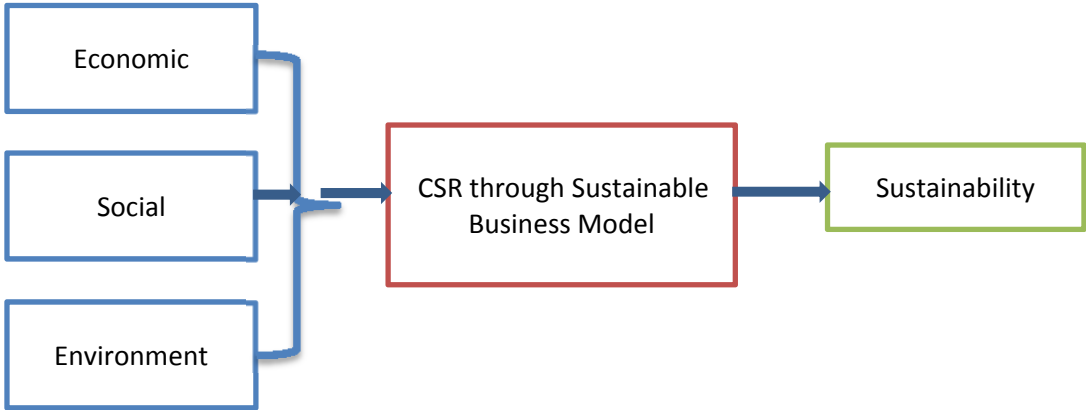 Economic
Social
Environment
CSR through Sustainable
Business Model
Sustainability